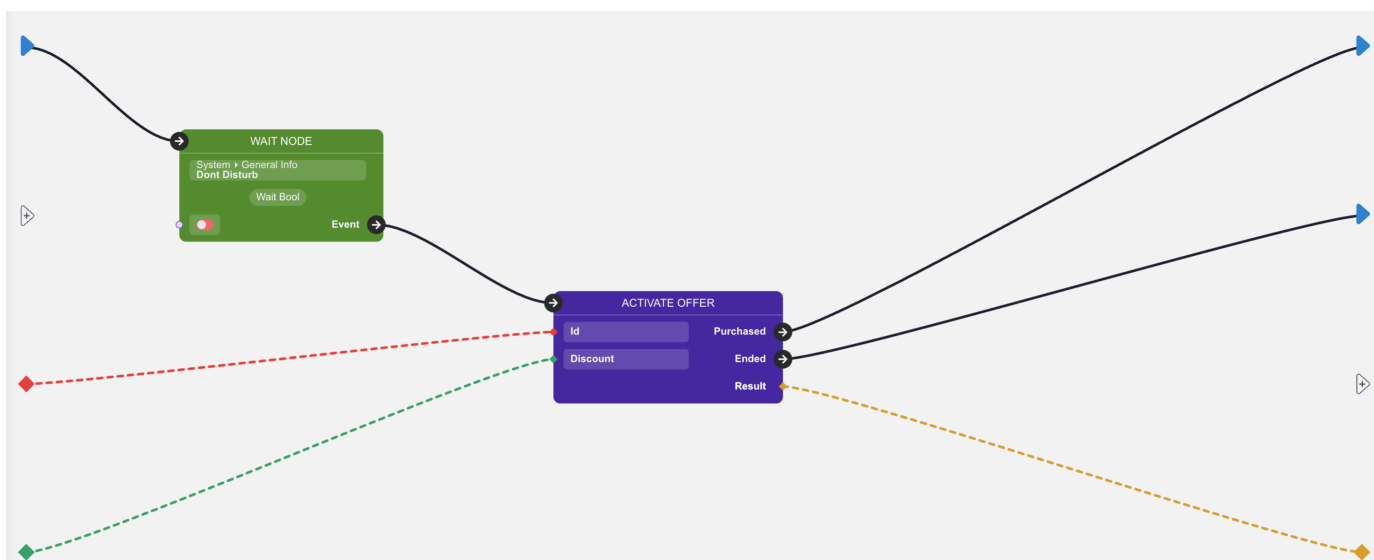 WAIT NODE
System ▸ General Info
Dont Disturb
Wait Bool
Event
ACTIVATE OFFER
Id
Purchased
Discount
Ended
Result